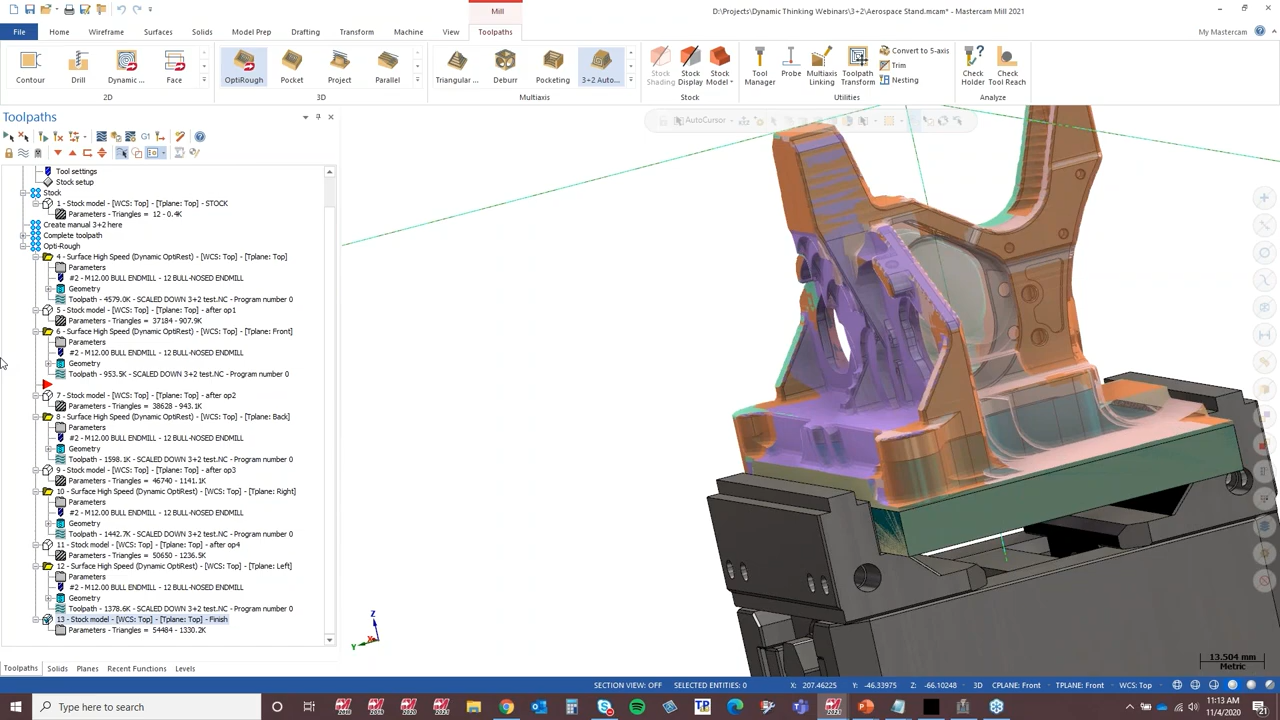 Mill
D:\Projects\Dynamic Thinking Webinars\3+2\Aerospace Stand.mcam* - Mastercam Mill 2021
File Home Wireframe Surfaces Solids Model Prep Drafting Transform Machine View Toolpaths My Mastercam
Contour Drill Dynamic ... Face OptiRough Pocket Project Parallel Triangular ... Deburr Pocketing 3+2 Auto... Stock Shading Stock Display Stock Model Tool Manager Probe Multiaxis Linking Toolpath Transform Convert to 5-axis Trim Nesting Check Holder Check Tool Reach
2D 3D Multiaxis Stock Utilities Analyze
Toolpaths
AutoCursor
G1
Tool settings
Stock setup
Stock
1 - Stock model - [WCS: Top] - [Tplane: Top] - STOCK
Parameters - Triangles = 12 - 0.4K
Create manual 3+2 here
Complete toolpath
Opti-Rough
4 - Surface High Speed (Dynamic OptiRest) - [WCS: Top] - [Tplane: Top]
Parameters
#2 - M12.00 BULL ENDMILL - 12 BULL-NOSED ENDMILL
Geometry
Toolpath - 4579.0K - SCALED DOWN 3+2 test.NC - Program number 0
5 - Stock model - [WCS: Top] - [Tplane: Top] - after op1
Parameters - Triangles = 37184 - 907.9K
6 - Surface High Speed (Dynamic OptiRest) - [WCS: Top] - [Tplane: Front]
Parameters
#2 - M12.00 BULL ENDMILL - 12 BULL-NOSED ENDMILL
Geometry
Toolpath - 953.5K - SCALED DOWN 3+2 test.NC - Program number 0
7 - Stock model - [WCS: Top] - [Tplane: Top] - after op2
Parameters - Triangles = 38628 - 943.1K
8 - Surface High Speed (Dynamic OptiRest) - [WCS: Top] - [Tplane: Back]
Parameters
#2 - M12.00 BULL ENDMILL - 12 BULL-NOSED ENDMILL
Geometry
Toolpath - 1598.1K - SCALED DOWN 3+2 test.NC - Program number 0
9 - Stock model - [WCS: Top] - [Tplane: Top] - after op3
Parameters - Triangles = 46740 - 1141.1K
10 - Surface High Speed (Dynamic OptiRest) - [WCS: Top] - [Tplane: Right]
Parameters
#2 - M12.00 BULL ENDMILL - 12 BULL-NOSED ENDMILL
Geometry
Toolpath - 1442.7K - SCALED DOWN 3+2 test.NC - Program number 0
11 - Stock model - [WCS: Top] - [Tplane: Top] - after op4
Parameters - Triangles = 50650 - 1236.5K
12 - Surface High Speed (Dynamic OptiRest) - [WCS: Top] - [Tplane: Left]
Parameters
#2 - M12.00 BULL ENDMILL - 12 BULL-NOSED ENDMILL
Geometry
Toolpath - 1378.6K - SCALED DOWN 3+2 test.NC - Program number 0
13 - Stock model - [WCS: Top] - [Tplane: Top] - Finish
Parameters - Triangles = 54484 - 1330.2K
Z
Y X
13.504 mm
Metric
Toolpaths Solids Planes Recent Functions Levels
SECTION VIEW: OFF SELECTED ENTITIES: 0 X: 207.46225 Y: -46.33975 Z: -66.10248 3D CPLANE: Front TPLANE: Front WCS: Top
Type here to search
2018 2019 2020 2021 TP 2021
11:13 AM
11/4/2020